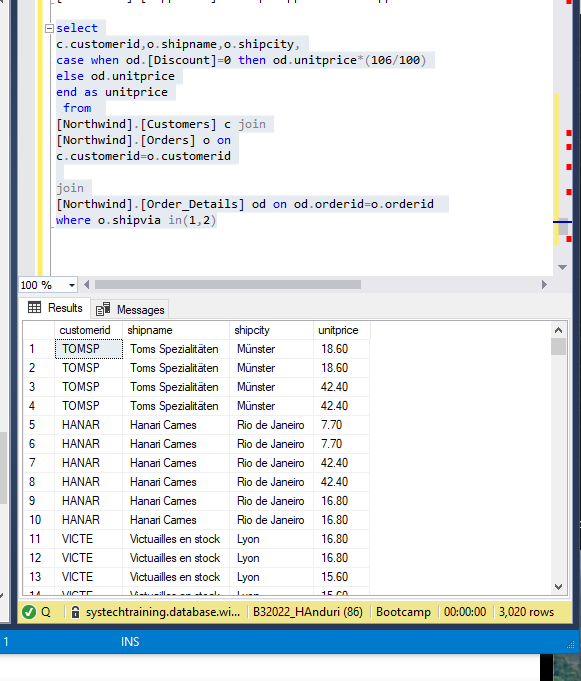 select
c.customerid,o.shipname,o.shipcity,
case when od.[Discount]=0 then od.unitprice*(106/100)
else od.unitprice
end as unitprice
from
[Northwind].[Customers] c join
[Northwind].[Orders] o on
c.customerid=o.customerid
join
[Northwind].[Order_Details] od on od.orderid=o.orderid
where o.shipvia in(1,2)
100 %
Results Messages
customerid shipname shipcity unitprice
1 TOMSP Toms Spezialitäten Münster 18.60
2 TOMSP Toms Spezialitäten Münster 18.60
3 TOMSP Toms Spezialitäten Münster 42.40
4 TOMSP Toms Spezialitäten Münster 42.40
5 HANAR Hanari Carnes Rio de Janeiro 7.70
6 HANAR Hanari Carnes Rio de Janeiro 7.70
7 HANAR Hanari Carnes Rio de Janeiro 42.40
8 HANAR Hanari Carnes Rio de Janeiro 42.40
9 HANAR Hanari Carnes Rio de Janeiro 16.80
10 HANAR Hanari Carnes Rio de Janeiro 16.80
11 VICTE Victuailles en stock Lyon 16.80
12 VICTE Victuailles en stock Lyon 16.80
13 VICTE Victuailles en stock Lyon 15.60
14 VICTE Victuailles en stock Lyon 15.60
Q systechtraining.database.wi... B32022_HAnduri (86) Bootcamp 00:00:00 3,020 rows
1 INS